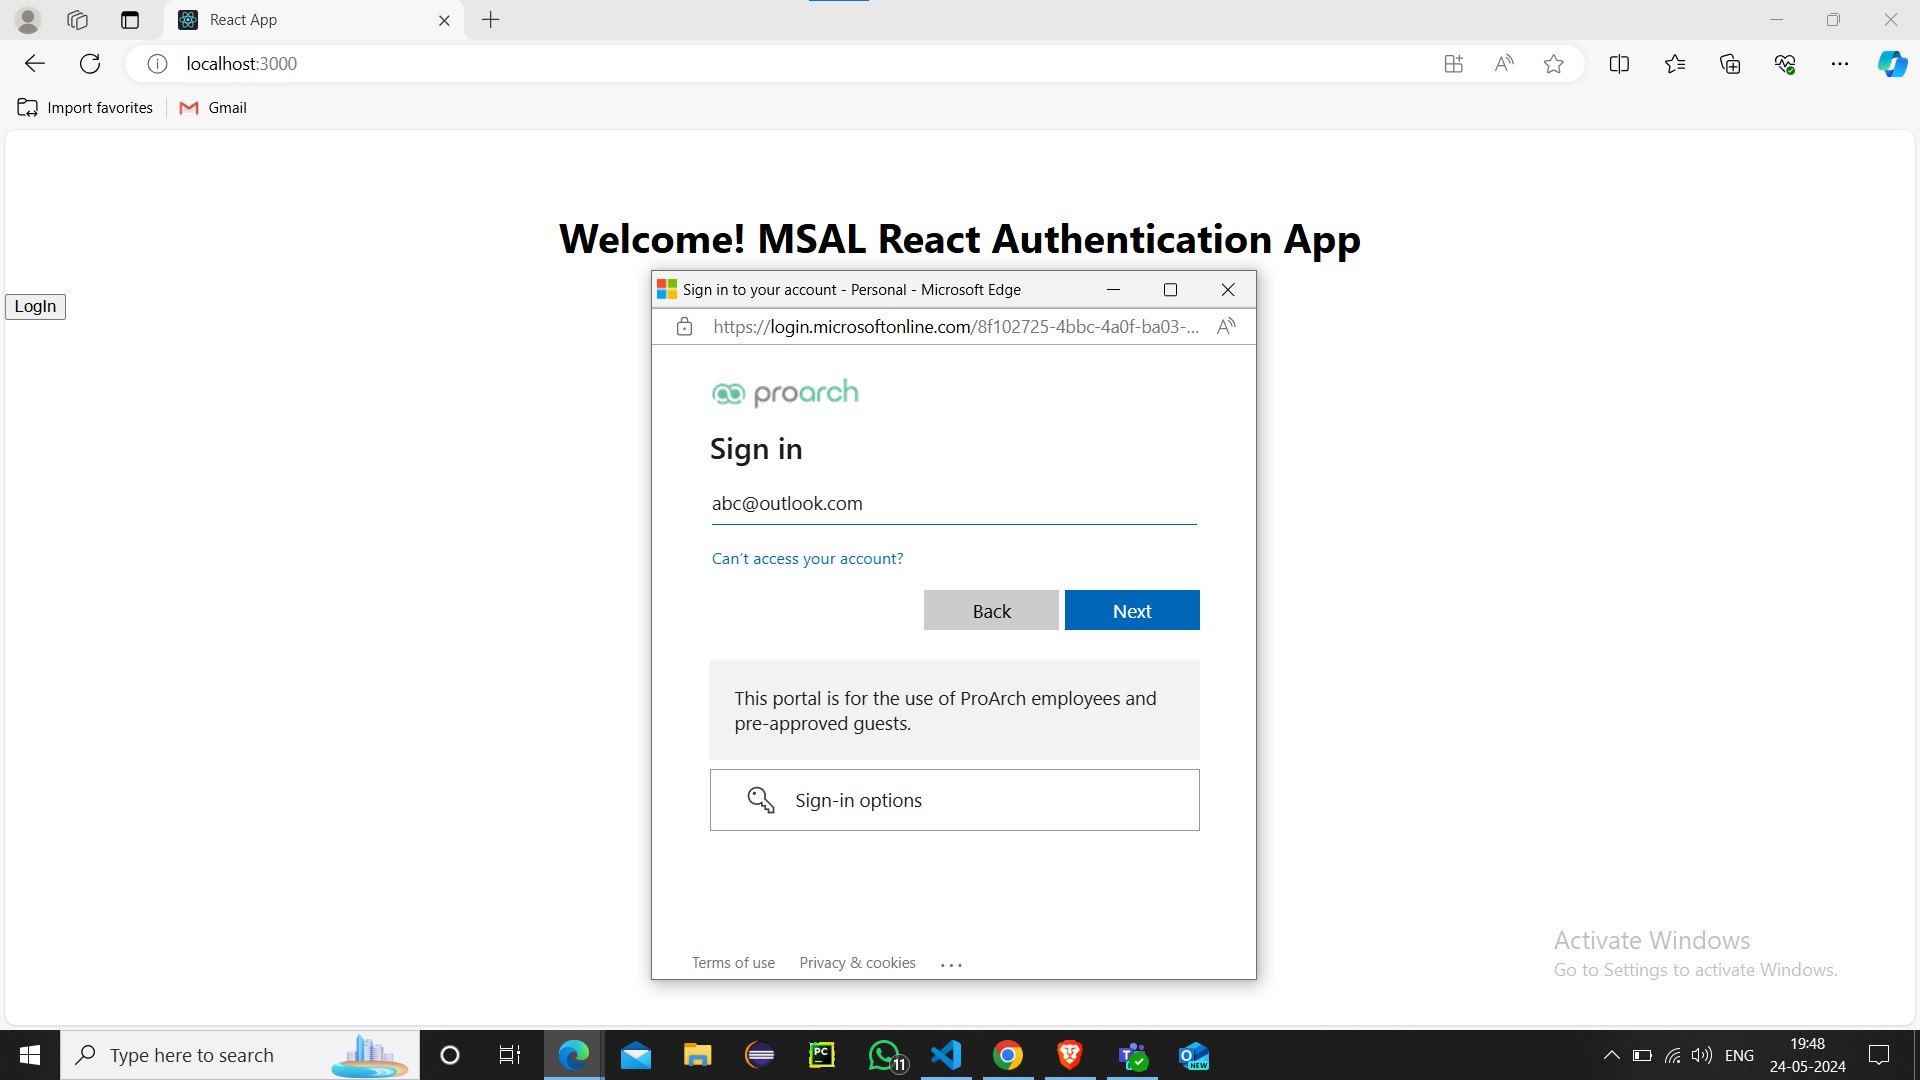 React App
localhost:3000
Import favorites
Gmail
Welcome! MSAL React Authentication App
LogIn
Sign in to your account - Personal - Microsoft Edge
https://login.microsoftonline.com/8f102725-4bbc-4a0f-ba03-...
proarch
Sign in
abc@outlook.com
Can't access your account?
Back
Next
This portal is for the use of ProArch employees and
pre-approved guests.
Sign-in options
Terms of use
Privacy & cookies
...
Activate Windows
Go to Settings to activate Windows.
Type here to search
PC
11
NEW
ENG
19:48
24-05-2024